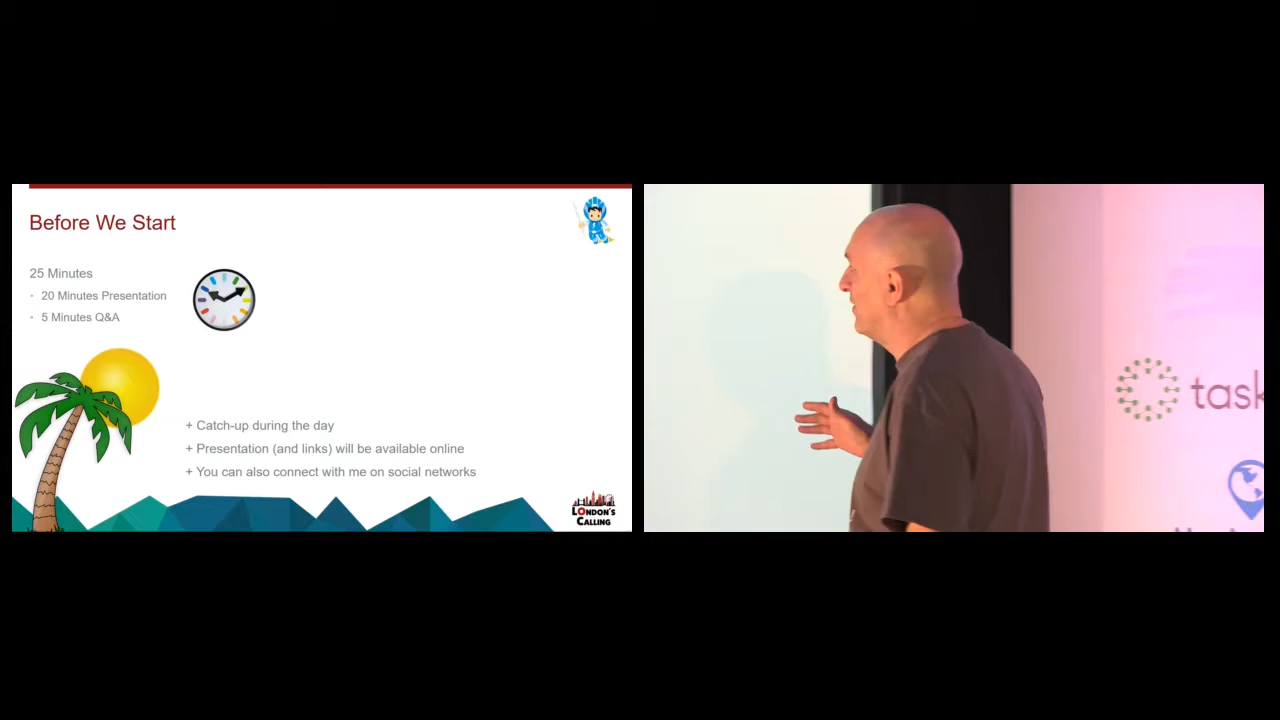 Before We Start
25 Minutes
• 20 Minutes Presentation
• 5 Minutes Q&A
+ Catch-up during the day
+ Presentation (and links) will be available online
+ You can also connect with me on social networks
LONDON'S
CALLING
task